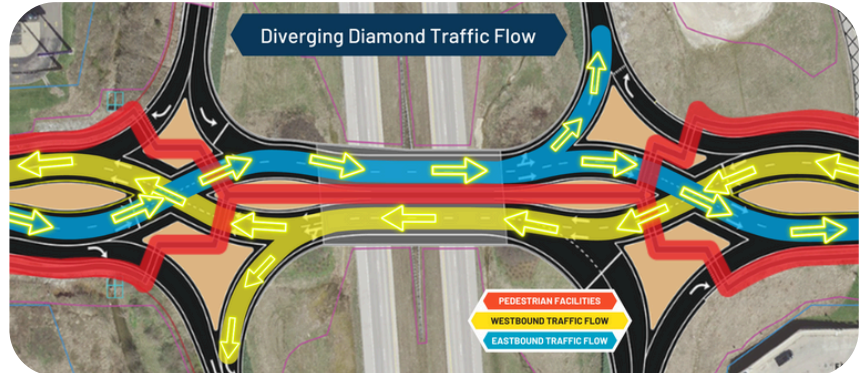 Diverging Diamond Traffic Flow
PEDESTRIAN FACILITIES
WESTBOUND TRAFFIC FLOW
EASTBOUND TRAFFIC FLOW